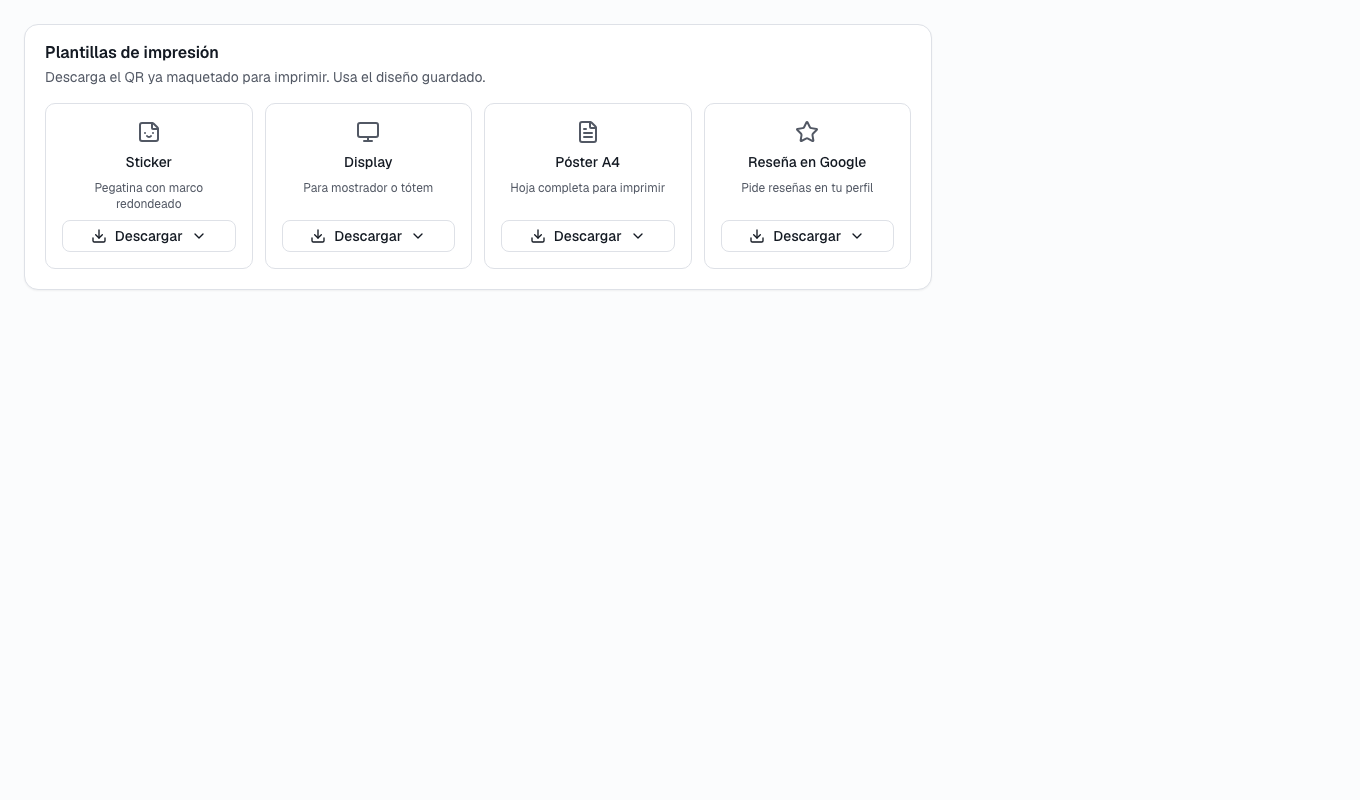 Plantillas de impresión
Descarga el QR ya maquetado para imprimir. Usa el diseño guardado.
Sticker
Pegatina con marco
redondeado
Descargar
Display
Para mostrador o tótem
Descargar
Póster A4
Hoja completa para imprimir
Descargar
Reseña en Google
Pide reseñas en tu perfil
Descargar